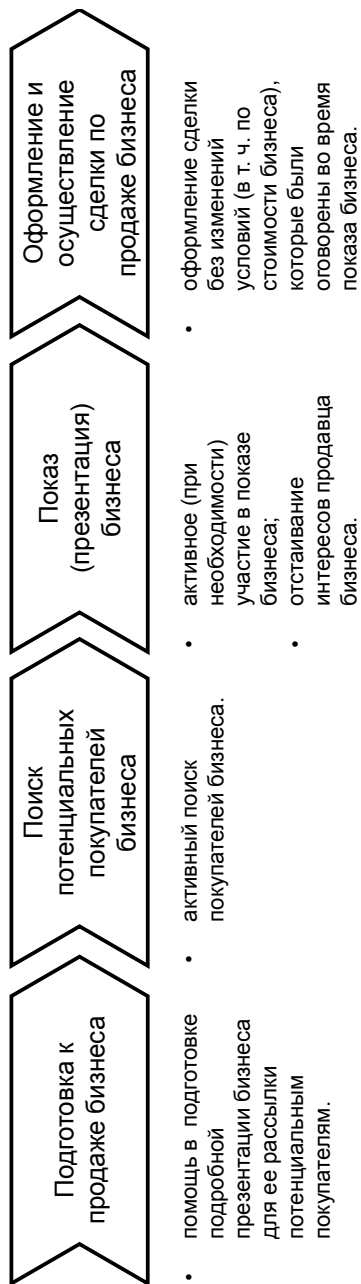 Подготовка к
продаже бизнеса
• помощь в подготовке
подробной
презентации бизнеса
для ее рассылки
потенциальным
покупателям.
Поиск
потенциальных
покупателей
бизнеса
• активный поиск
покупателей бизнеса.
Показ
(презентация)
бизнеса
• активное (при
необходимости)
участие в показе
бизнеса;
• отстаивание
интересов продавца
бизнеса.
Оформление и
осуществление
сделки по
продаже бизнеса
• оформление сделки
без изменений
условий (в т. ч. по
стоимости бизнеса),
которые были
оговорены во время
показа бизнеса.